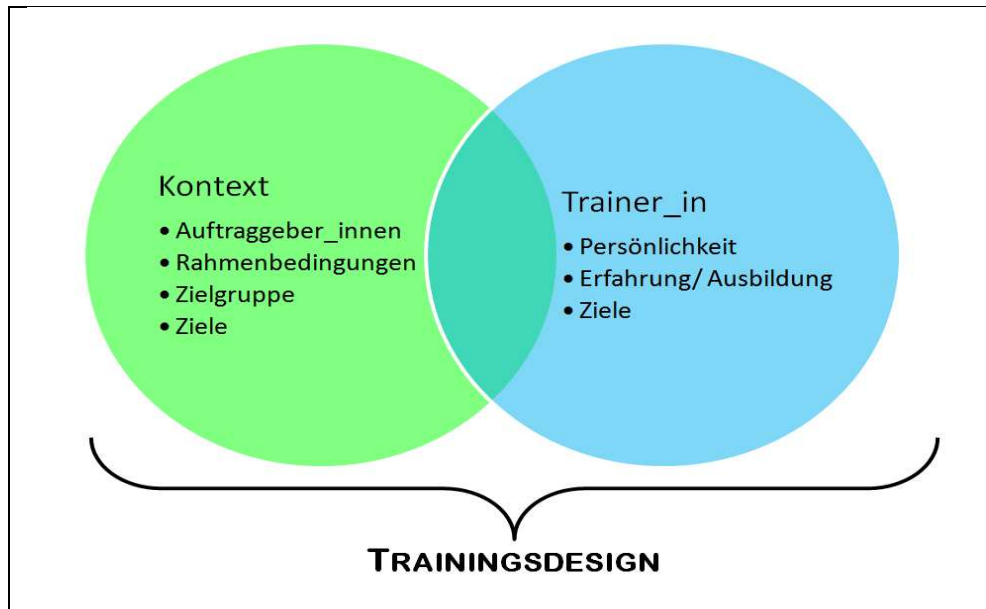 Kontext
• Auftraggeber_innen
• Rahmenbedingungen
• Zielgruppe
• Ziele
Trainer_in
• Persönlichkeit
• Erfahrung/ Ausbildung
• Ziele
TRAININGSDESIGN